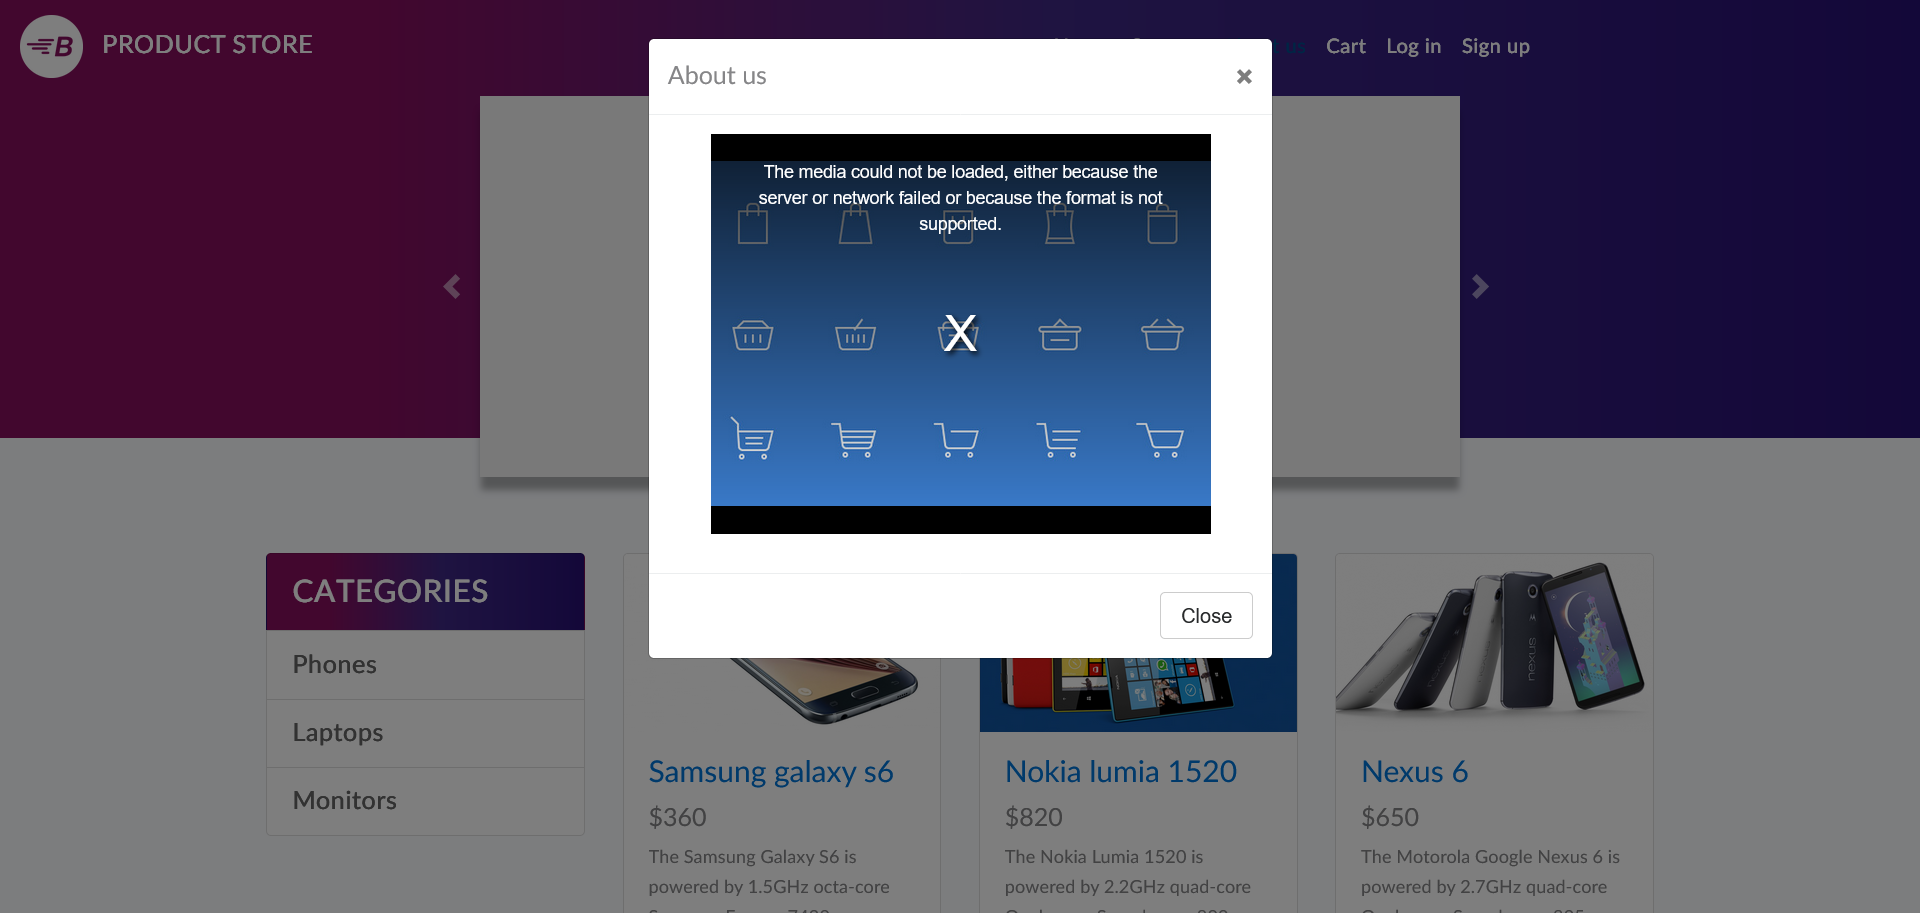 B PRODUCT STORE
us Cart Log in Sign up
About us
The media could not be loaded, either because the
server or network failed or because the format is not
supported.
X
Close
CATEGORIES
Phones
Laptops
Monitors
Samsung galaxy s6
$360
The Samsung Galaxy S6 is
powered by 1.5GHz octa-core
Nokia lumia 1520
$820
The Nokia Lumia 1520 is
powered by 2.2GHz quad-core
nexus
Nexus 6
$650
The Motorola Google Nexus 6 is
powered by 2.7GHz quad-core